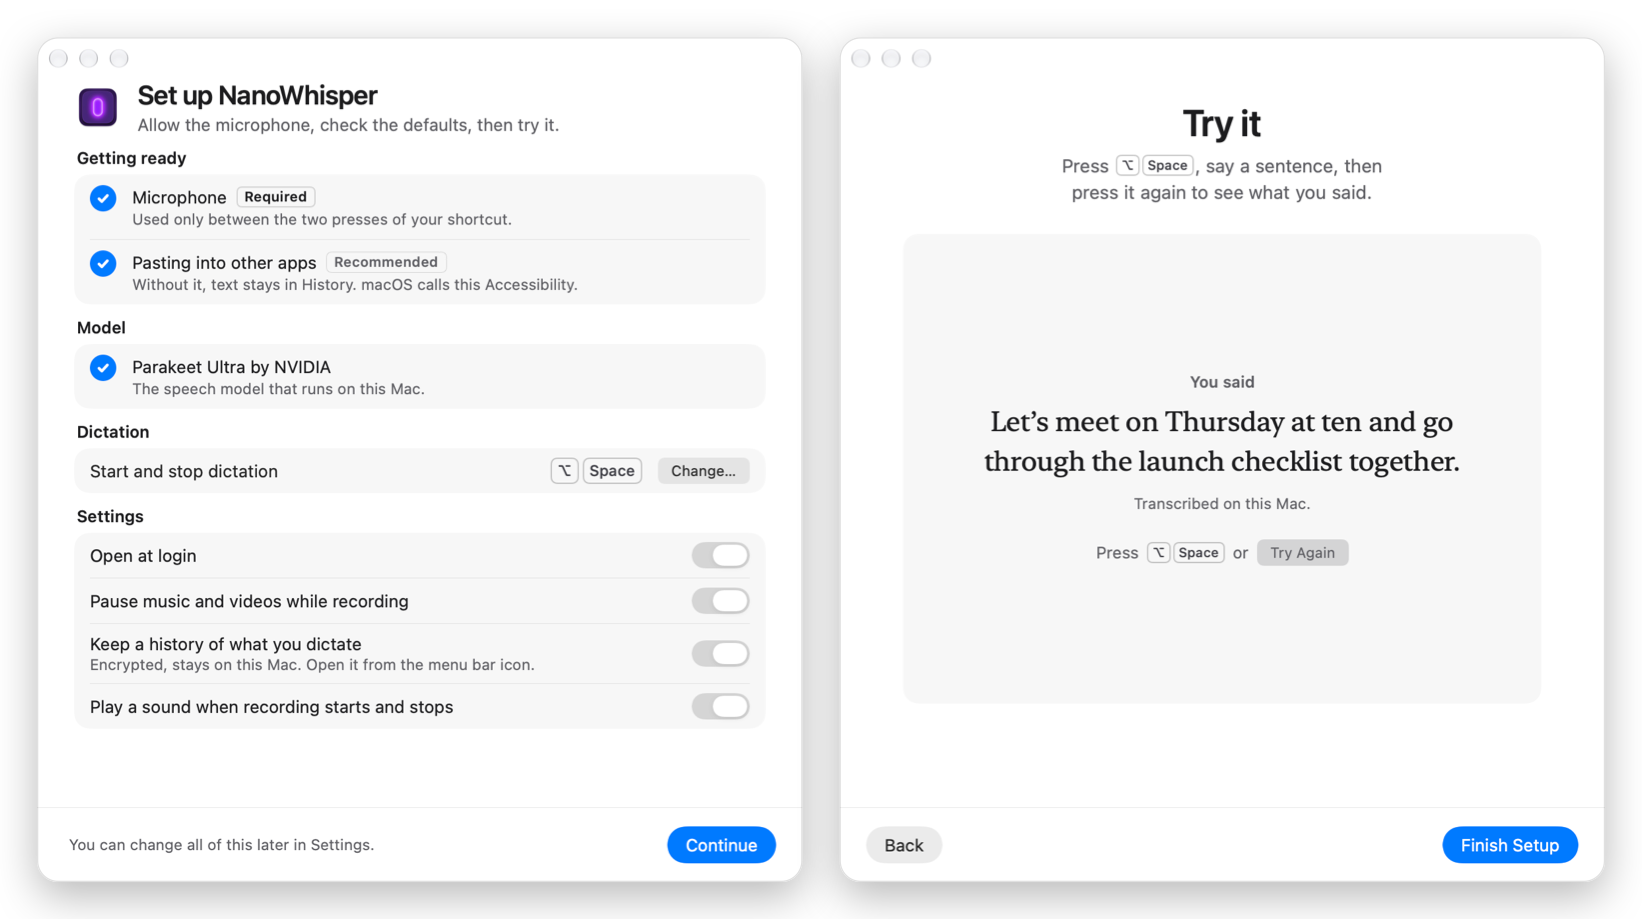 Set up NanoWhisper
Allow the microphone, check the defaults, then try it.
Getting ready
Microphone Required
Used only between the two presses of your shortcut.
Pasting into other apps Recommended
Without it, text stays in History. macOS calls this Accessibility.
Model
Parakeet Ultra by NVIDIA
The speech model that runs on this Mac.
Dictation
Start and stop dictation ⌥ Space Change...
Settings
Open at login
Pause music and videos while recording
Keep a history of what you dictate
Encrypted, stays on this Mac. Open it from the menu bar icon.
Play a sound when recording starts and stops
You can change all of this later in Settings. Continue
Try it
Press ⌥ Space, say a sentence, then
press it again to see what you said.
You said
Let’s meet on Thursday at ten and go
through the launch checklist together.
Transcribed on this Mac.
Press ⌥ Space or Try Again
Back Finish Setup